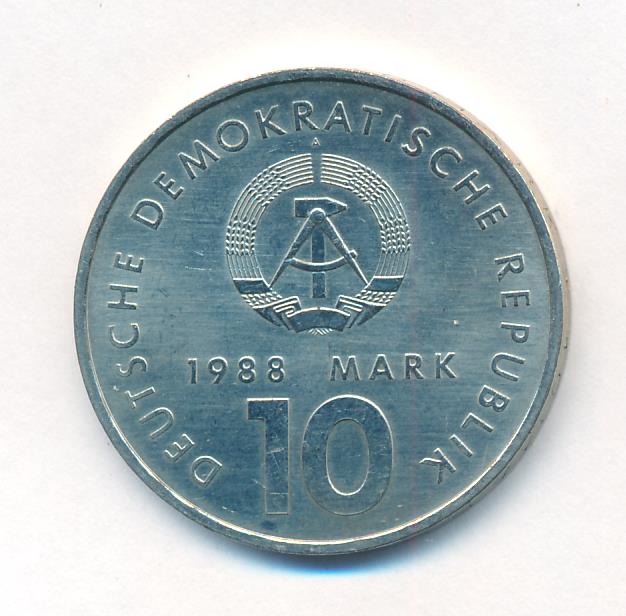 DEUTSCHE DEMOKRATISCHE REPUBLIK
A
1988 MARK
10